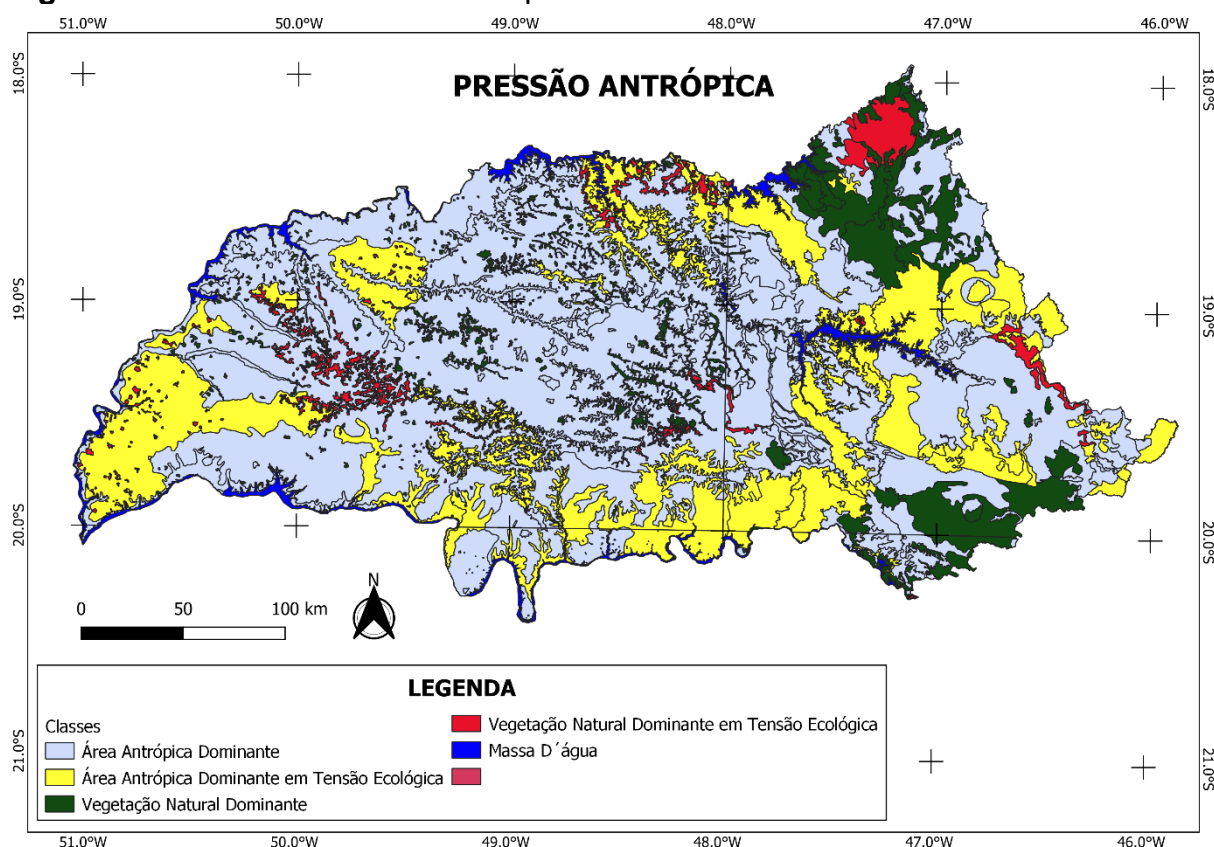 51.0°W 50.0°W 49.0°W 48.0°W 47.0°W 46.0°W
18.0°S 18.0°S
PRESSÃO ANTRÓPICA
19.0°S 19.0°S
20.0°S 20.0°S
N
0 50 100 km
LEGENDA
Classes
Área Antrópica Dominante
Área Antrópica Dominante em Tensão Ecológica
Vegetação Natural Dominante
Vegetação Natural Dominante em Tensão Ecológica
Massa D´água
21.0°S 21.0°S
51.0°W 50.0°W 49.0°W 48.0°W 47.0°W 46.0°W